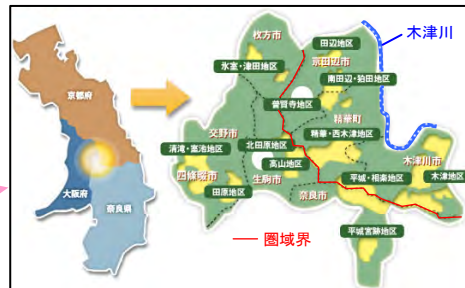 京都府
大阪府
奈良県
木津川
枚方市
田辺地区
京田辺市
氷室・津田地区
南田辺・狛田地区
普賢寺地区
精華町
交野市
精華・西木津地区
清滝・室池地区
北田原地区
木津川市
高山地区
四條畷市
平城・相楽地区
木津地区
田原地区
生駒市
奈良市
平城宮跡地区
圏域界